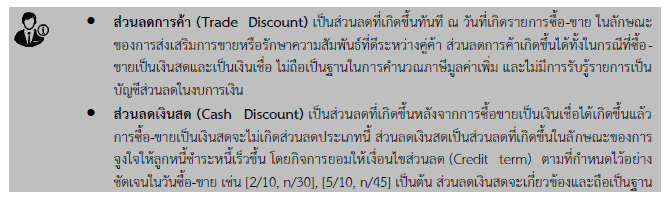 ● ส่วนลดการค้า (Trade Discount) เป็นส่วนลดที่เกิดขึ้นทันที ณ วันที่เกิดรายการซื้อ-ขาย ในลักษณะ
ของการส่งเสริมการขายหรือรักษาความสัมพันธ์ที่ดีระหว่างคู่ค้า ส่วนลดการค้าเกิดขึ้นได้ทั้งในกรณีที่ซื้อ-
ขายเป็นเงินสดและเป็นเงินเชื่อ ไม่ถือเป็นฐานในการคำนวณภาษีมูลค่าเพิ่ม และไม่มีการรับรู้รายการเป็น
บัญชีส่วนลดในงบการเงิน
● ส่วนลดเงินสด (Cash Discount) เป็นส่วนลดที่เกิดขึ้นหลังจากการซื้อขายเป็นเงินเชื่อได้เกิดขึ้นแล้ว
การซื้อ-ขายเป็นเงินสดจะไม่เกิดส่วนลดประเภทนี้ ส่วนลดเงินสดเป็นส่วนลดที่เกิดขึ้นในลักษณะของการ
จูงใจให้ลูกหนี้ชำระหนี้เร็วขึ้น โดยกิจการยอมให้เงื่อนไขส่วนลด (Credit term) ตามที่กำหนดไว้อย่าง
ชัดเจนในวันซื้อ-ขาย เช่น [2/10, n/30], [5/10, n/45] เป็นต้น ส่วนลดเงินสดจะเกี่ยวข้องและถือเป็นฐาน